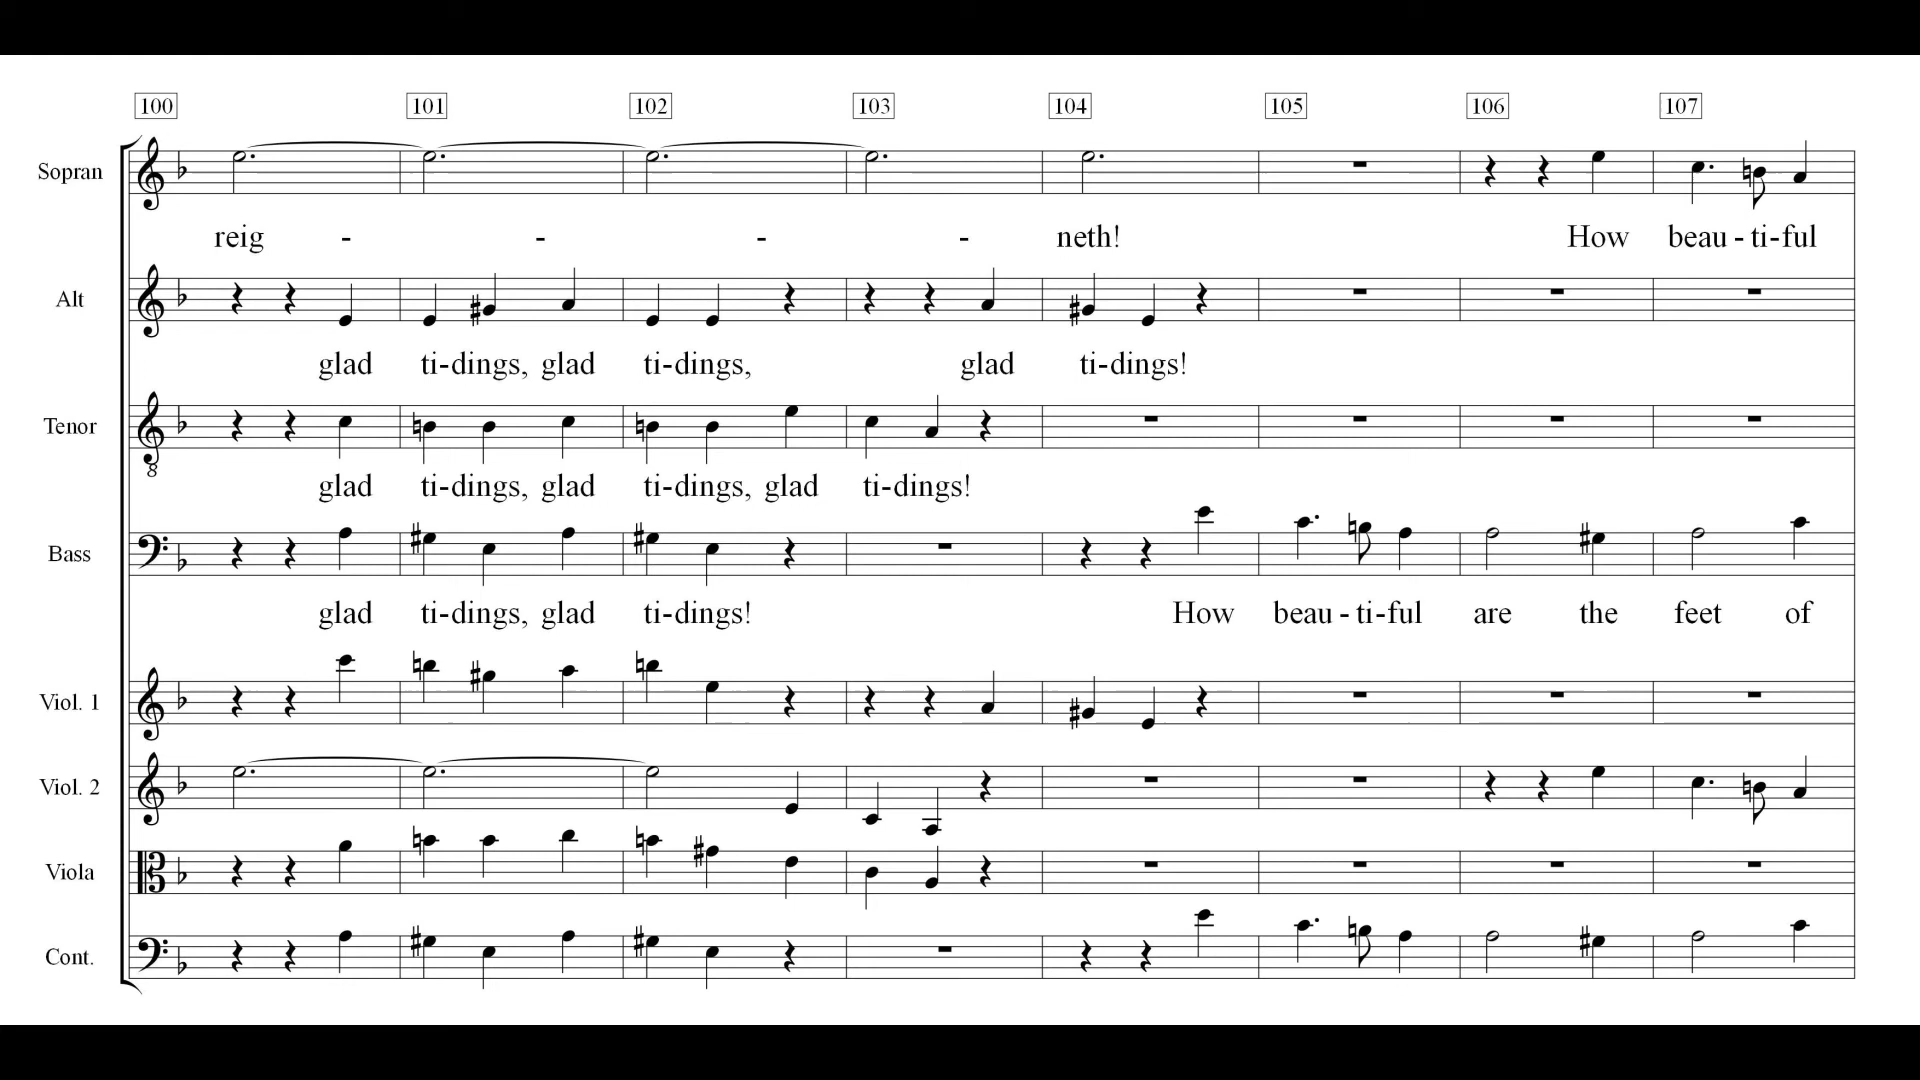 100 101 102 103 104 105 106 107
Sopran
reig - - - - neth! How beau - ti-ful
Alt
glad ti-dings, glad ti-dings, glad ti-dings!
Tenor
8
glad ti-dings, glad ti-dings, glad ti-dings!
Bass
glad ti-dings, glad ti-dings! How beau - ti-ful are the feet of
Viol. 1
Viol. 2
Viola
Cont.